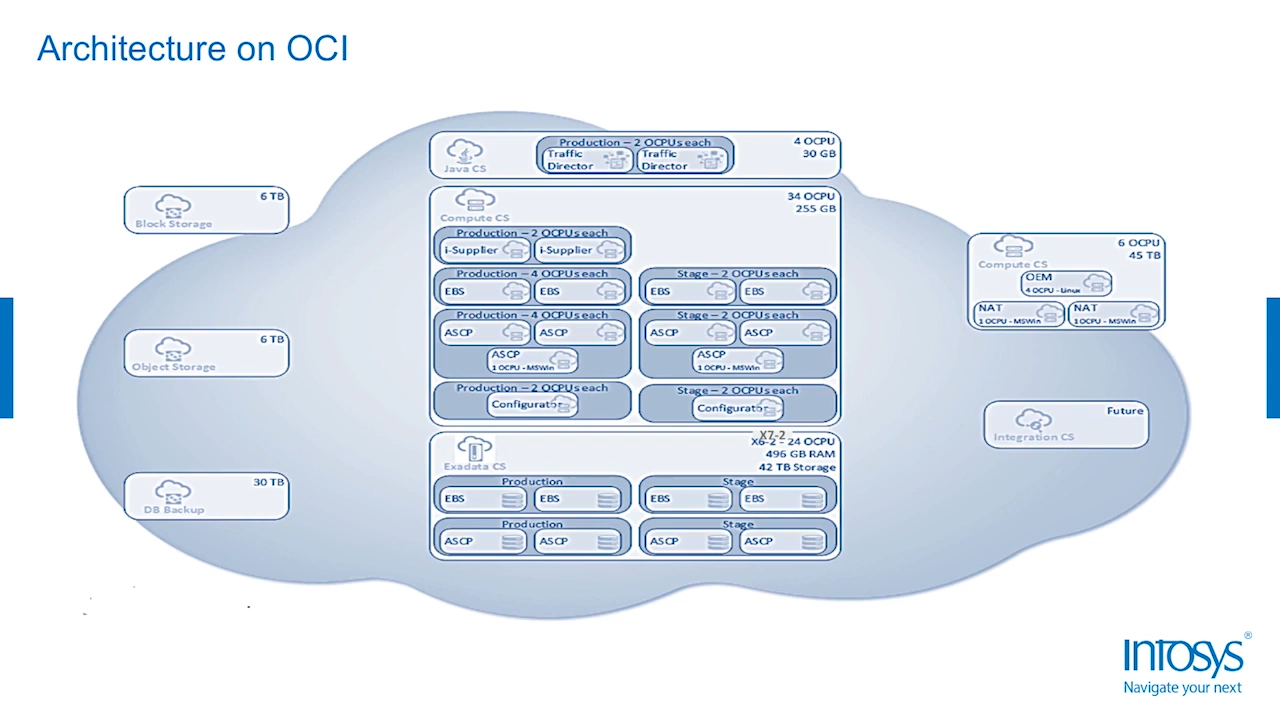 Architecture on OCI
Production – 2 OCPUs each
4 OCPU
30 GB
Traffic
Director
Traffic
Director
Java CS
6 TB
Block Storage
34 OCPU
255 GB
Compute CS
Production – 2 OCPUs each
i-Supplier
i-Supplier
Production – 4 OCPUs each
EBS
EBS
Stage – 2 OCPUs each
EBS
EBS
Production – 4 OCPUs each
ASCP
ASCP
ASCP
1 OCPU - MSWin
Stage – 2 OCPUs each
ASCP
ASCP
ASCP
1 OCPU - MSWin
Production – 2 OCPUs each
Configurator
Stage – 2 OCPUs each
Configurator
6 OCPU
45 TB
Compute CS
OEM
4 OCPU - Linux
NAT
1 OCPU - MSWin
NAT
1 OCPU - MSWin
6 TB
Object Storage
Future
Integration CS
X7-2
X6-2 - 24 OCPU
496 GB RAM
42 TB Storage
Exadata CS
Production
EBS
EBS
Stage
EBS
EBS
Production
ASCP
ASCP
Stage
ASCP
ASCP
30 TB
DB Backup
Infosys®
Navigate your next